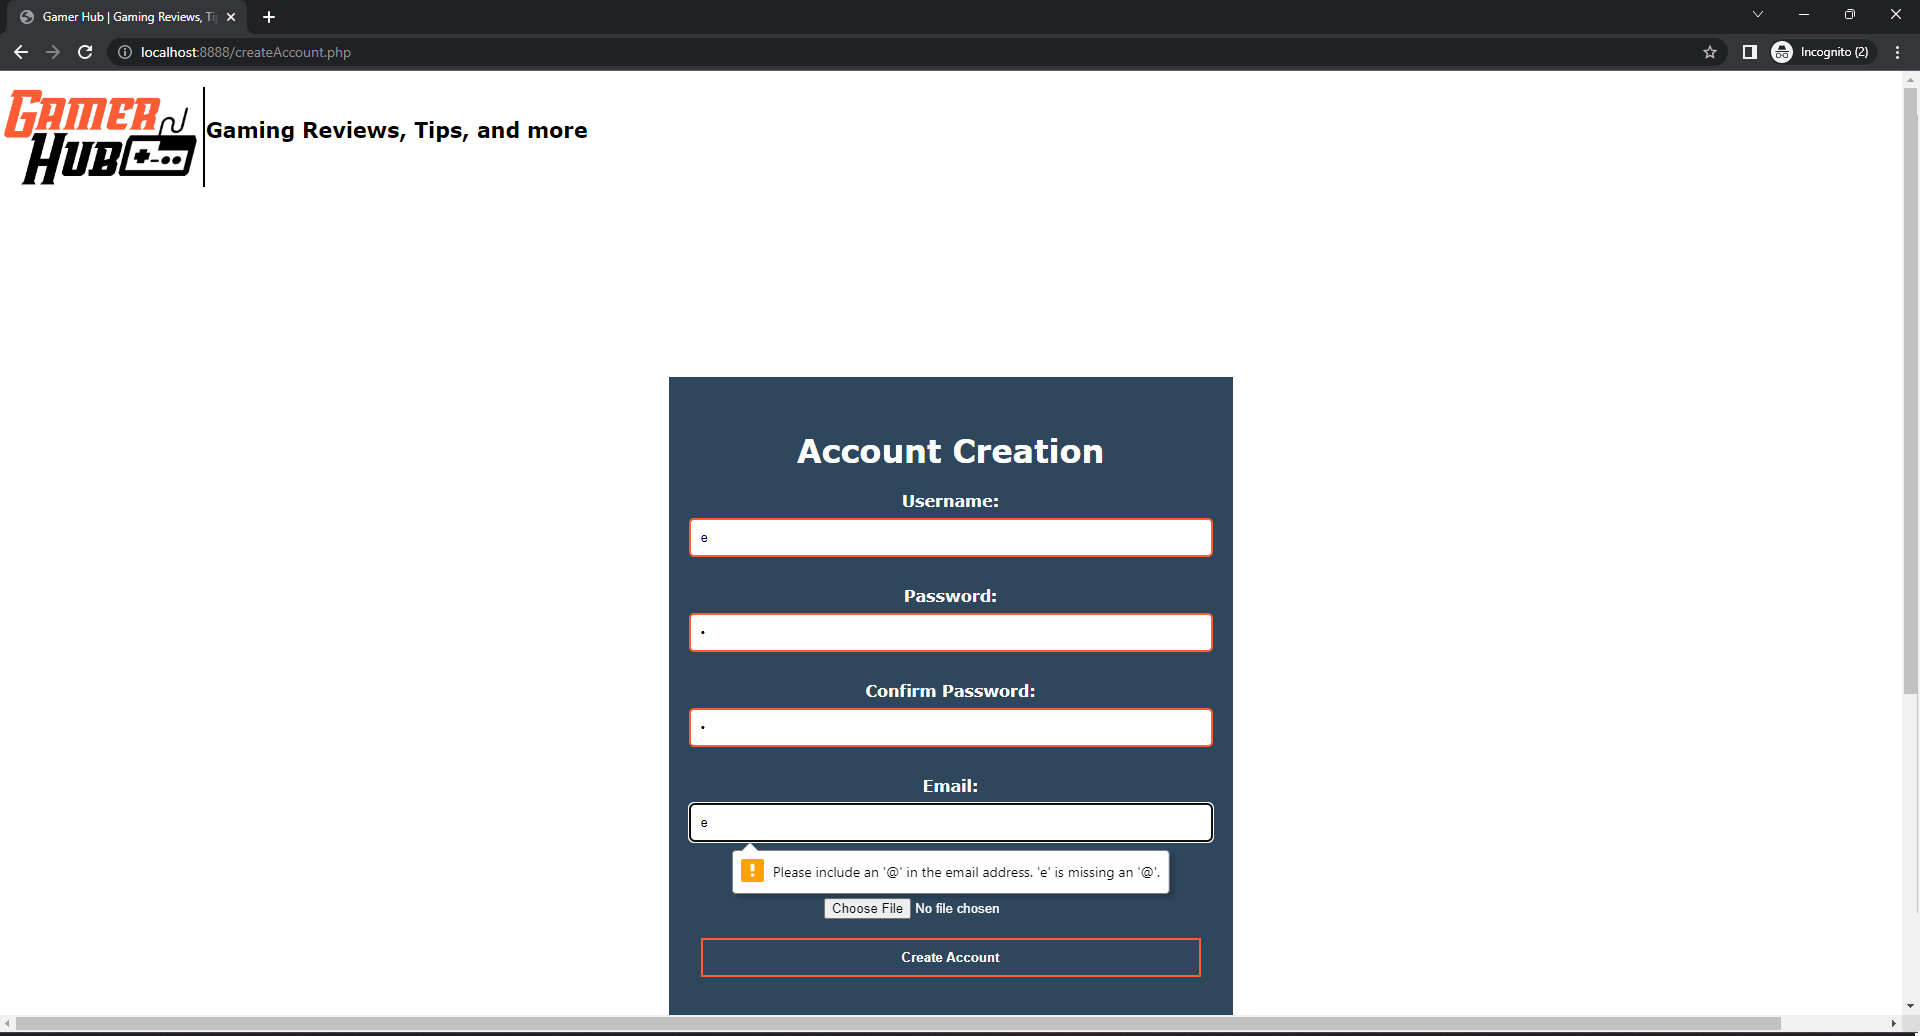 Gamer Hub | Gaming Reviews, Ti
localhost:8888/createAccount.php
Incognito (2)
GAMER
HUB
Gaming Reviews, Tips, and more
Account Creation
Username:
e
Password:
•
Confirm Password:
•
Email:
e
Please include an '@' in the email address. 'e' is missing an '@'.
Choose File No file chosen
Create Account